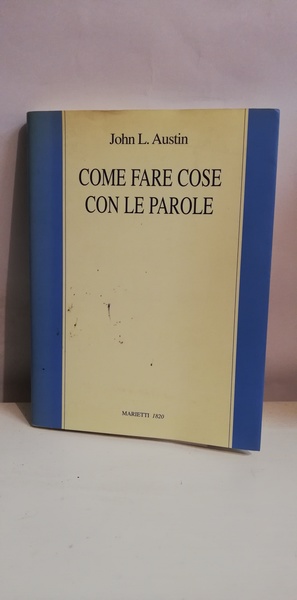 John L. Austin
COME FARE COSE
CON LE PAROLE
MARIETTI 1820